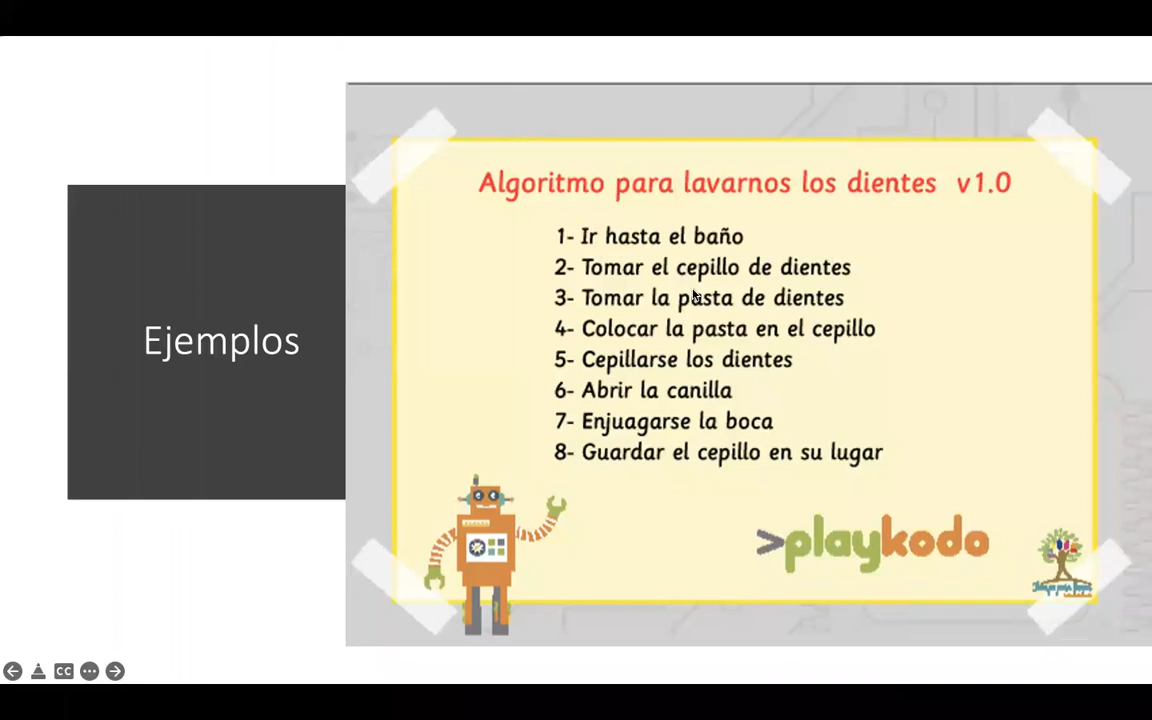 Ejemplos
Algoritmo para lavarnos los dientes v1.0
1- Ir hasta el baño
2- Tomar el cepillo de dientes
3- Tomar la pasta de dientes
4- Colocar la pasta en el cepillo
5- Cepillarse los dientes
6- Abrir la canilla
7- Enjuagarse la boca
8- Guardar el cepillo en su lugar
>playkodo
CC